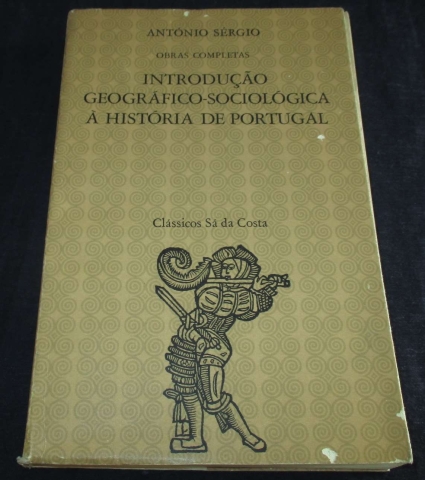 ANTÓNIO SÉRGIO
OBRAS COMPLETAS
INTRODUÇÃO
GEOGRÁFICO-SOCIOLÓGICA
À HISTÓRIA DE PORTUGAL
Clássicos Sá da Costa